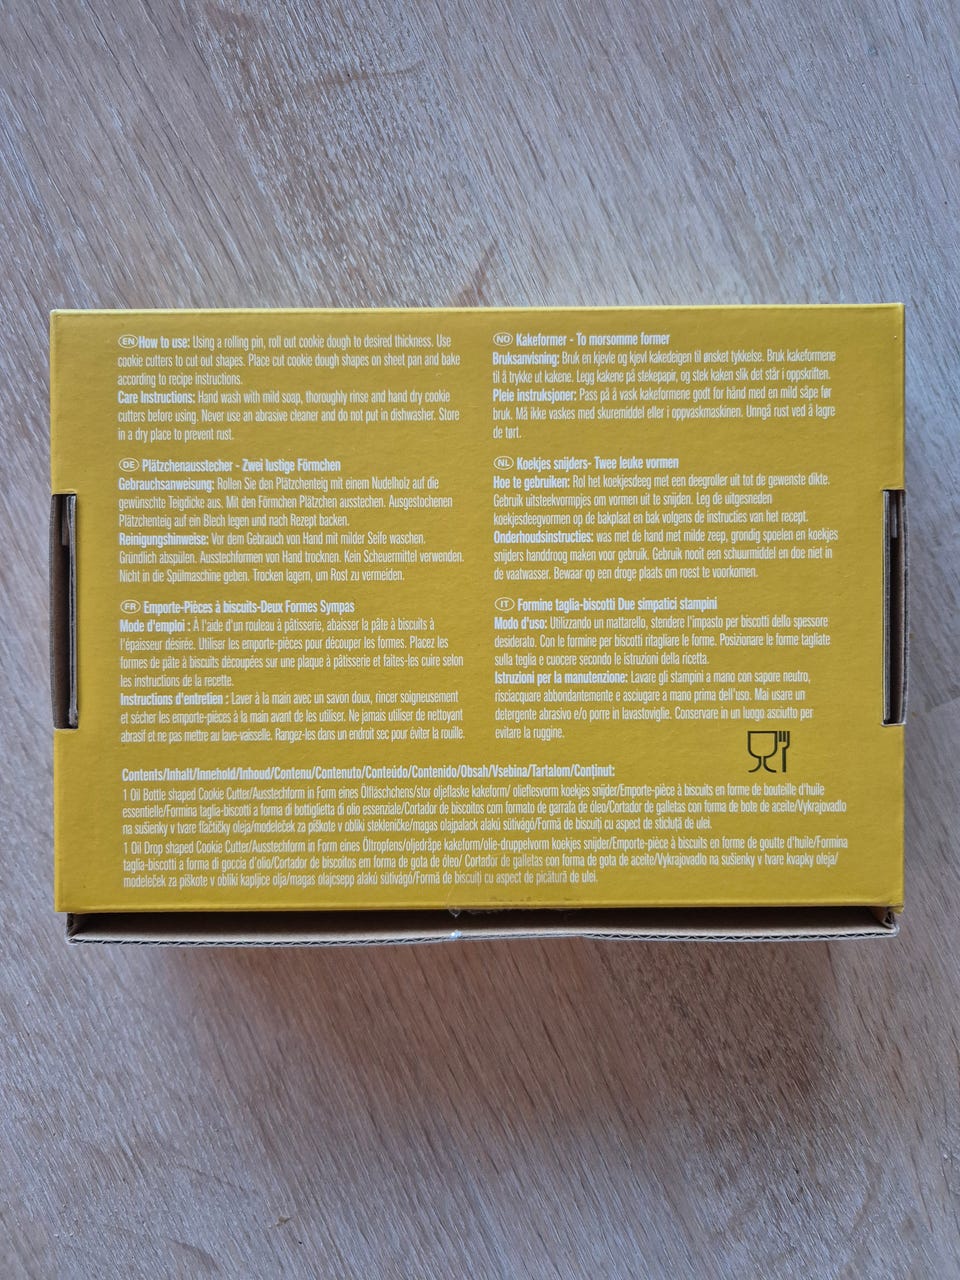 EN How to use: Using a rolling pin, roll out cookie dough to desired thickness. Use
cookie cutters to cut out shapes. Place cut cookie dough shapes on sheet pan and bake
according to recipe instructions.
Care Instructions: Hand wash with mild soap, thoroughly rinse and hand dry cookie
cutters before using. Never use an abrasive cleaner and do not put in dishwasher. Store
in a dry place to prevent rust.
DE Plätzchenausstecher - Zwei lustige Förmchen
Gebrauchsanweisung: Rollen Sie den Plätzchenteig mit einem Nudelholz auf die
gewünschte Teigdicke aus. Mit den Förmchen Plätzchen ausstechen. Ausgestochenen
Plätzchenteig auf ein Blech legen und nach Rezept backen.
Reinigungshinweise: Vor dem Gebrauch von Hand mit milder Seife waschen.
Gründlich abspülen. Ausstechformen von Hand trocknen. Kein Scheuermittel verwenden.
Nicht in die Spülmaschine geben. Trocken lagern, um Rost zu vermeiden.
FR Emporte-Pièces à biscuits-Deux Formes Sympas
Mode d'emploi : À l'aide d'un rouleau à pâtisserie, abaisser la pâte à biscuits à
l'épaisseur désirée. Utiliser les emporte-pièces pour découper les formes. Placez les
formes de pâte à biscuits découpées sur une plaque à pâtisserie et faites-les cuire selon
les instructions de la recette.
Instructions d'entretien : Laver à la main avec un savon doux, rincer soigneusement
et sécher les emporte-pièces à la main avant de les utiliser. Ne jamais utiliser de nettoyant
abrasif et ne pas mettre au lave-vaisselle. Rangez-les dans un endroit sec pour éviter la rouille.
NO Kakeformer - To morsomme former
Bruksanvisning: Bruk en kjevle og kjevl kakedeigen til ønsket tykkelse. Bruk kakeformene
til å trykke ut kakene. Legg kakene på stekepapir, og stek kaken slik det står i oppskriften.
Pleie instruksjoner: Pass på å vask kakeformene godt for hånd med en mild såpe før
bruk. Må ikke vaskes med skuremiddel eller i oppvaskmaskinen. Unngå rust ved å lagre
de tørt.
NL Koekjes snijders- Twee leuke vormen
Hoe te gebruiken: Rol het koekjesdeeg met een deegroller uit tot de gewenste dikte.
Gebruik uitsteekvormpjes om vormen uit te snijden. Leg de uitgesneden
koekjesdeegvormen op de bakplaat en bak volgens de instructies van het recept.
Onderhoudsinstructies: was met de hand met milde zeep, grondig spoelen en koekjes
snijders handdroog maken voor gebruik. Gebruik nooit een schuurmiddel en doe niet in
de vaatwasser. Bewaar op een droge plaats om roest te voorkomen.
IT Formine taglia-biscotti Due simpatici stampini
Modo d'uso: Utilizzando un mattarello, stendere l'impasto per biscotti dello spessore
desiderato. Con le formine per biscotti ritagliare le forme. Posizionare le forme tagliate
sulla teglia e cuocere secondo le istruzioni della ricetta.
Istruzioni per la manutenzione: Lavare gli stampini a mano con sapone neutro,
risciacquare abbondantemente e asciugare a mano prima dell'uso. Mai usare un
detergente abrasivo e/o porre in lavastoviglie. Conservare in un luogo asciutto per
evitare la ruggine.
Contents/Inhalt/Innehold/Inhoud/Contenu/Contenuto/Conteúdo/Contenido/Obsah/Vsebina/Tartalom/Conținut:
1 Oil Bottle shaped Cookie Cutter/Ausstechform in Form eines Ölfläschchens/stor oljeflaske kakeform/ olieflesvorm koekjes snijder/Emporte-pièce à biscuits en forme de bouteille d'huile
essentielle/Formina taglia-biscotti a forma di bottiglietta di olio essenziale/Cortador de biscoitos com formato de garrafa de óleo/Cortador de galletas con forma de bote de aceite/Vykrajovadlo
na sušienky v tvare fľaštičky oleja/modelček za piškote v obliki stekleničke/magas olajpalack alakú sütivágó/Formă de biscuiți cu aspect de sticluță de ulei.
1 Oil Drop shaped Cookie Cutter/Ausstechform in Form eines Öltropfens/oljedråpe kakeform/olie-druppelvorm koekjes snijder/Emporte-pièce à biscuits en forme de goutte d'huile/Formina
taglia-biscotti a forma di goccia d'olio/Cortador de biscoitos em forma de gota de óleo/ Cortador de galletas con forma de gota de aceite/Vykrajovadlo na sušienky v tvare kvapky oleja/
modelček za piškote v obliki kapljice olja/magas olajcsepp alakú sütivágó/Formă de biscuiți cu aspect de picătură de ulei.